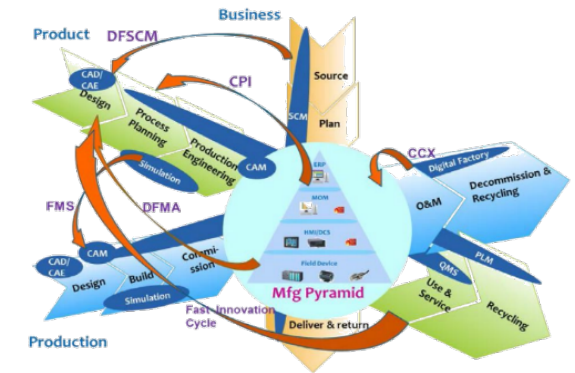 Business
Product
DFSCM
CAD/
CAE
Design
CPI
Source
SCM
Plan
Process
Planning
Production
Engineering
Simulation
CAM
CCX
Digital Factory
Decommission &
Recycling
O&M
ERP
MOM
HMI/DCS
Field Device
Mfg Pyramid
FMS
DFMA
CAM
CAD/
CAE
Design
Build
Commi-
ssion
Simulation
PLM
QMS
Use &
Service
Recycling
Fast Innovation
Cycle
Deliver & return
Production